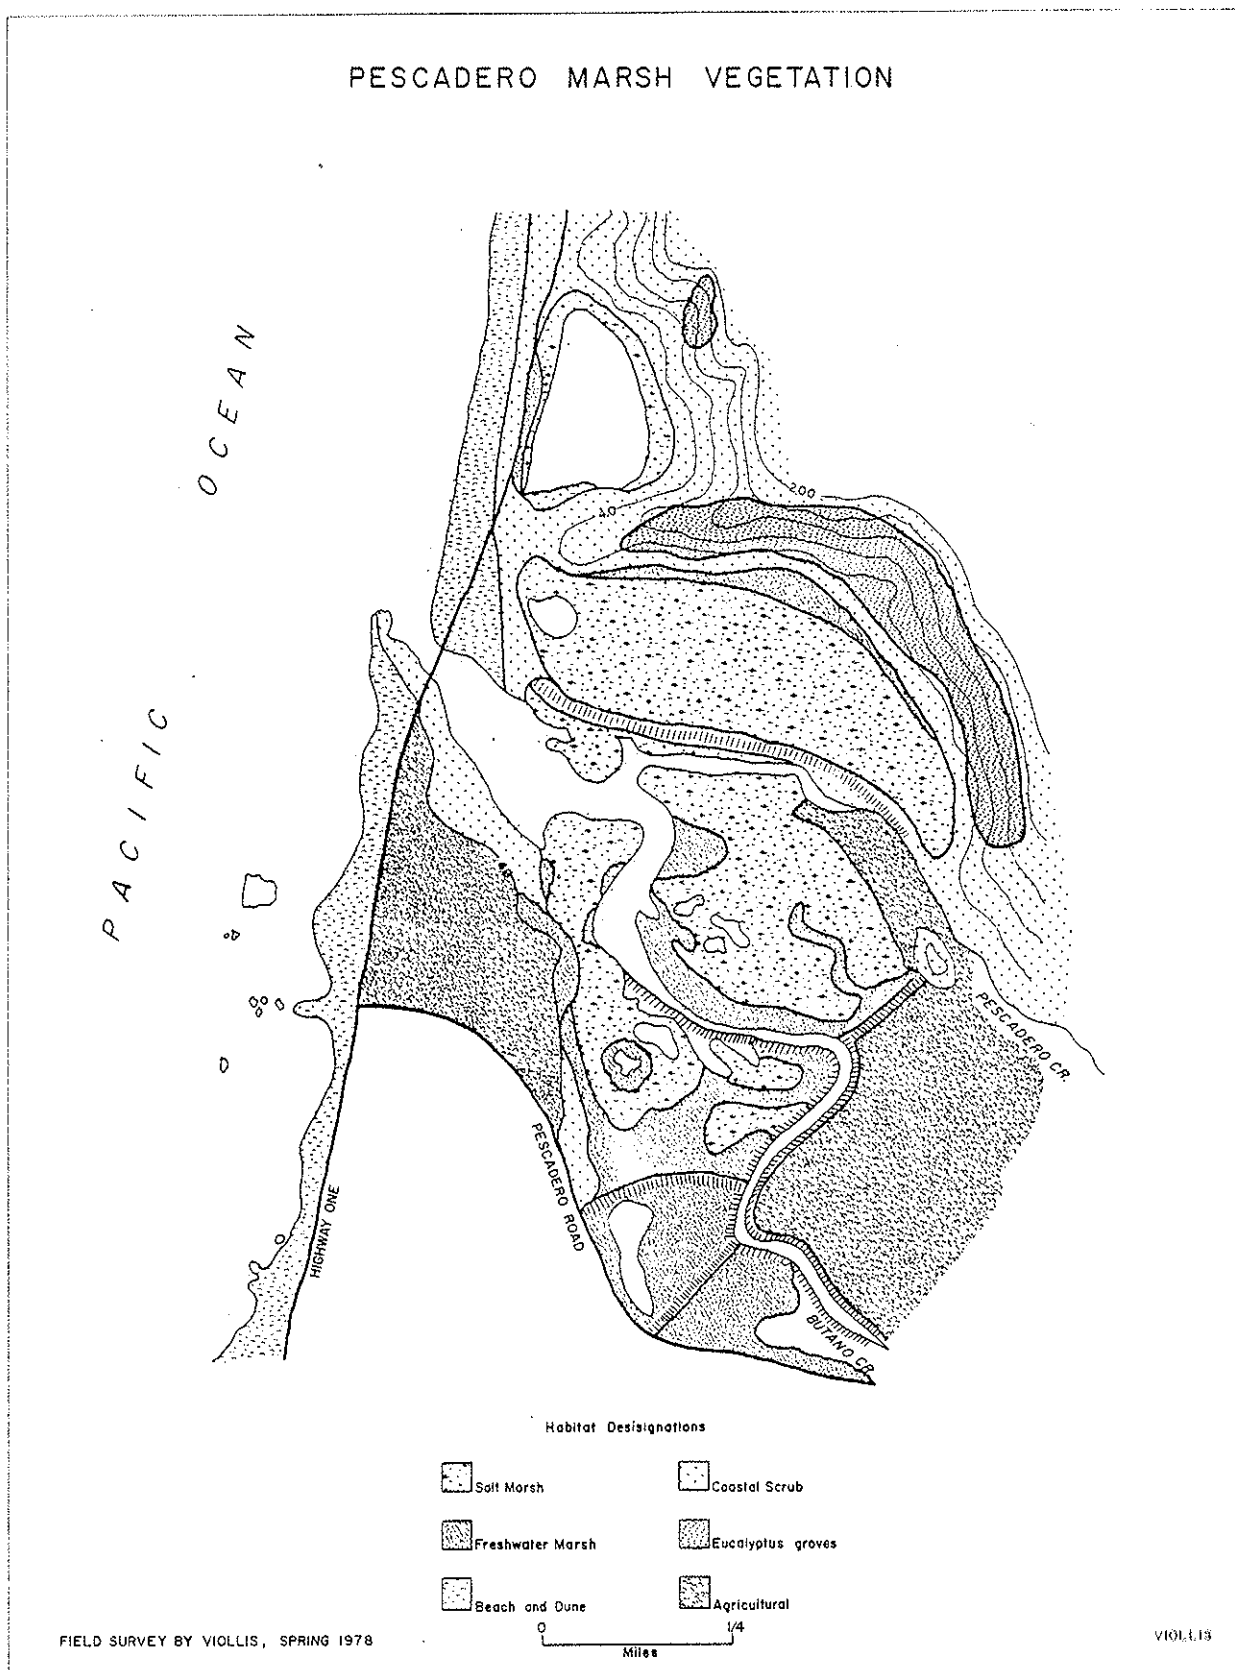 PESCADERO MARSH VEGETATION
PACIFIC OCEAN
200
40
40
PESCADERO CR.
PESCADERO ROAD
HIGHWAY ONE
BUTANO CR.
Habitat Desisignations
Salt Marsh
Coastal Scrub
Freshwater Marsh
Eucalyptus groves
Beach and Dune
Agricultural
FIELD SURVEY BY VIOLLIS, SPRING 1978
0 1/4
Miles
VIOLLIS